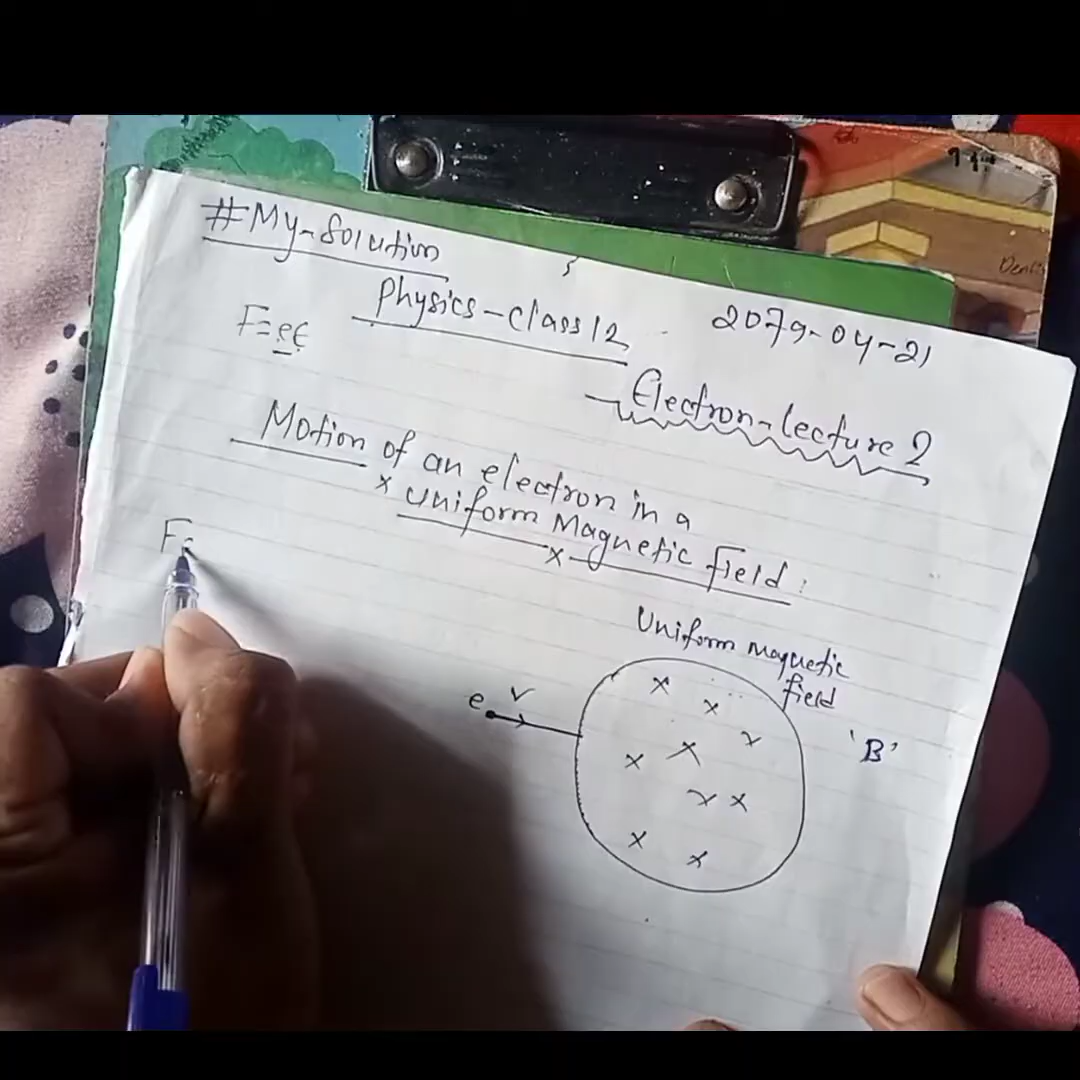 #My-Solution
Physics-class 12
2079-04-21
F=eE
Electron-lecture 2
Motion of an electron in a
x uniform Magnetic field:
x
F=
Uniform magnetic
field
e v
'B'
x x
x
x x
x x